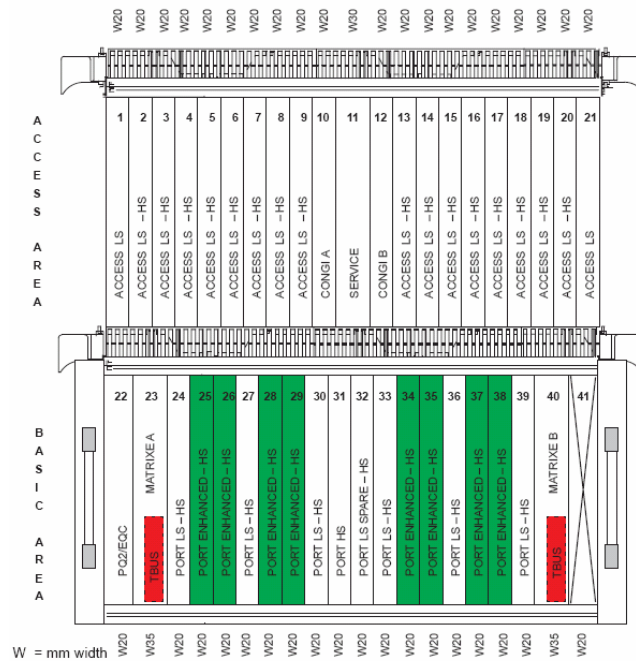 W20 W20 W20 W20 W20 W20 W20 W20 W20 W20 W30 W20 W20 W20 W20 W20 W20 W20 W20 W20 W20
ACCESS AREA
1 2 3 4 5 6 7 8 9 10 11 12 13 14 15 16 17 18 19 20 21
ACCESS LS
ACCESS LS – HS
ACCESS LS – HS
ACCESS LS – HS
ACCESS LS – HS
ACCESS LS – HS
ACCESS LS – HS
ACCESS LS – HS
ACCESS LS – HS
CONGI A
SERVICE
CONGI B
ACCESS LS – HS
ACCESS LS – HS
ACCESS LS – HS
ACCESS LS – HS
ACCESS LS – HS
ACCESS LS – HS
ACCESS LS – HS
ACCESS LS – HS
ACCESS LS
BASIC AREA
22 23 24 25 26 27 28 29 30 31 32 33 34 35 36 37 38 39 40 41
PQ2/EQC
MATRIXE A
TBUS
PORT LS – HS
PORT ENHANCED – HS
PORT ENHANCED – HS
PORT LS – HS
PORT ENHANCED – HS
PORT ENHANCED – HS
PORT LS – HS
PORT HS
PORT LS SPARE – HS
PORT LS – HS
PORT ENHANCED – HS
PORT ENHANCED – HS
PORT LS – HS
PORT ENHANCED – HS
PORT ENHANCED – HS
PORT LS – HS
MATRIXE B
TBUS
W = mm width
W20 W35 W20 W20 W20 W20 W20 W20 W20 W20 W20 W20 W20 W20 W20 W20 W20 W20 W35 W20